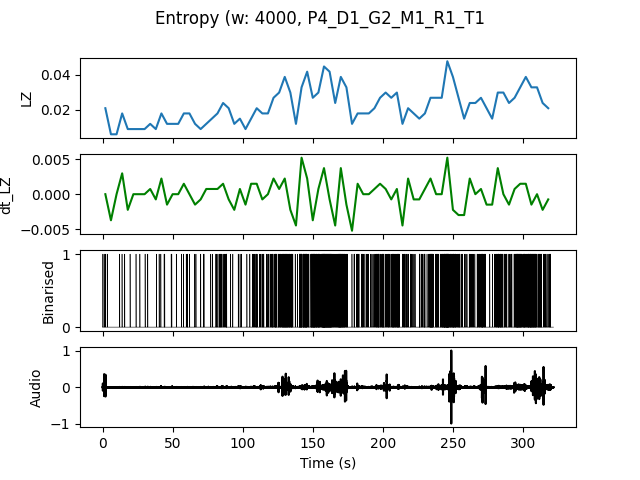 Entropy (w: 4000, P4_D1_G2_M1_R1_T1
LZ
0.04
0.02
dt_LZ
0.005
0.000
−0.005
Binarised
1
0
Audio
1
0
−1
0 50 100 150 200 250 300
Time (s)